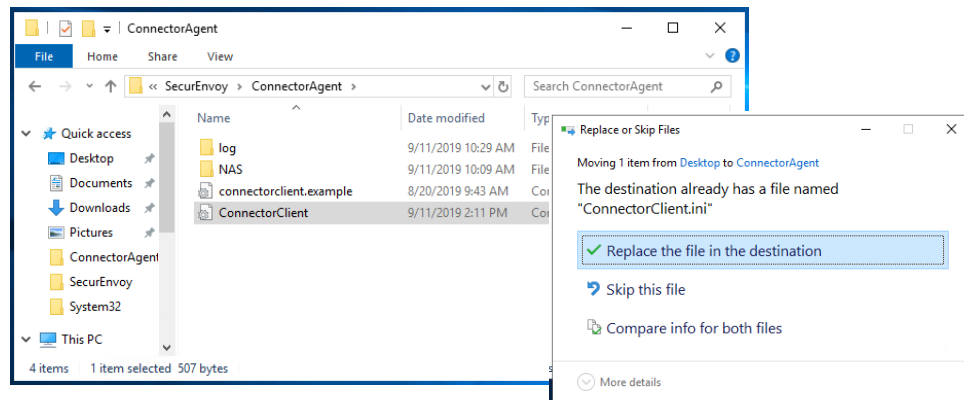 ConnectorAgent
File Home Share View
« SecurEnvoy > ConnectorAgent > Search ConnectorAgent
Name Date modified Typ
Quick access
Desktop
Documents
Downloads
Pictures
ConnectorAgent
SecurEnvoy
System32
This PC
log 9/11/2019 10:29 AM File
NAS 9/11/2019 10:09 AM File
connectorclient.example 8/20/2019 9:43 AM Co
ConnectorClient 9/11/2019 2:11 PM Co
4 items 1 item selected 507 bytes
Replace or Skip Files
Moving 1 item from Desktop to ConnectorAgent
The destination already has a file named
"ConnectorClient.ini"
Replace the file in the destination
Skip this file
Compare info for both files
More details